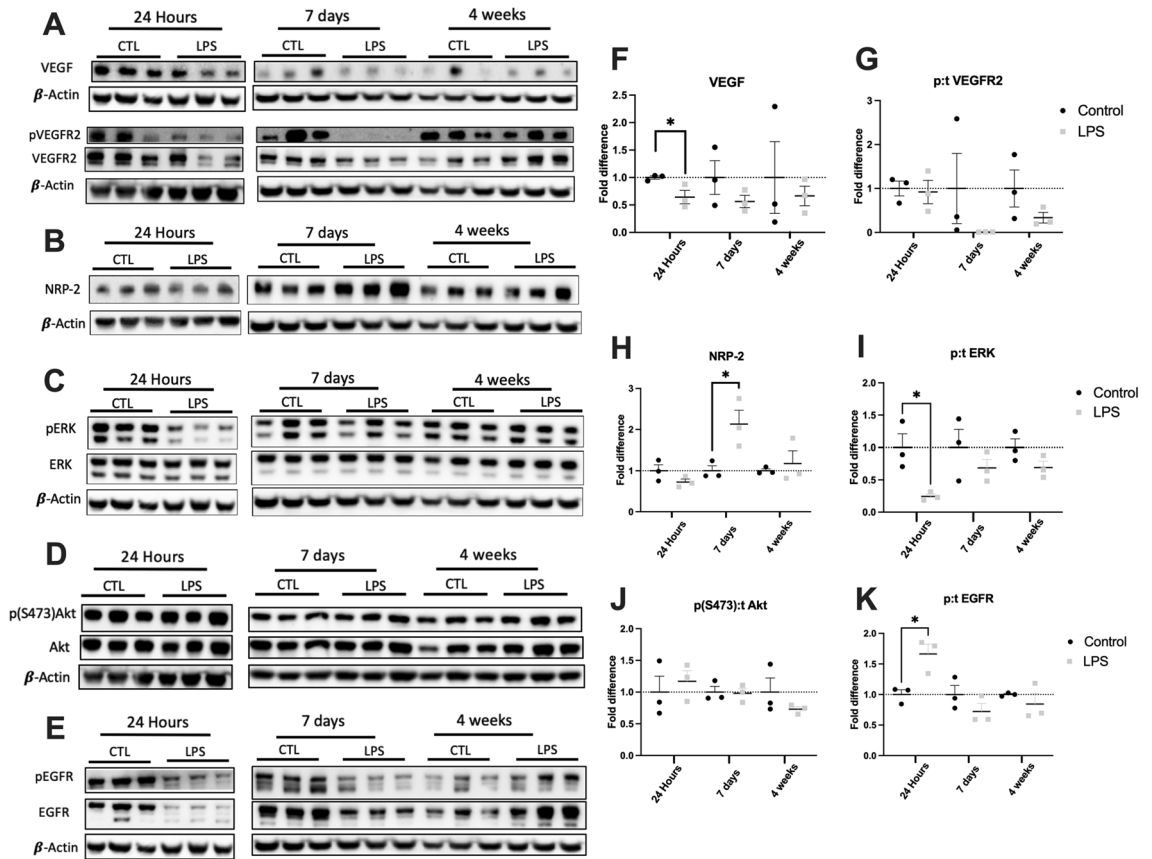 A
24 Hours 7 days 4 weeks
CTL LPS CTL LPS CTL LPS
VEGF
β-Actin
pVEGFR2
VEGFR2
β-Actin
B
24 Hours 7 days 4 weeks
CTL LPS CTL LPS CTL LPS
NRP-2
β-Actin
C
24 Hours 7 days 4 weeks
CTL LPS CTL LPS CTL LPS
pERK
ERK
β-Actin
D
24 Hours 7 days 4 weeks
CTL LPS CTL LPS CTL LPS
p(S473)Akt
Akt
β-Actin
E
24 Hours 7 days 4 weeks
CTL LPS CTL LPS CTL LPS
pEGFR
EGFR
β-Actin
F
VEGF
Fold difference
2.5
2.0
1.5
1.0
0.5
0.0
*
24 Hours
7 days
4 weeks
G
p:t VEGFR2
Fold difference
3
2
1
0
24 Hours
7 days
4 weeks
Control
LPS
H
NRP-2
Fold difference
3
2
1
0
*
24 Hours
7 days
4 weeks
I
p:t ERK
Fold difference
2.0
1.5
1.0
0.5
0.0
*
24 Hours
7 days
4 weeks
Control
LPS
J
p(S473):t Akt
Fold difference
2.0
1.5
1.0
0.5
0.0
24 Hours
7 days
4 weeks
K
p:t EGFR
Fold difference
2.0
1.5
1.0
0.5
0.0
*
24 Hours
7 days
4 weeks
Control
LPS